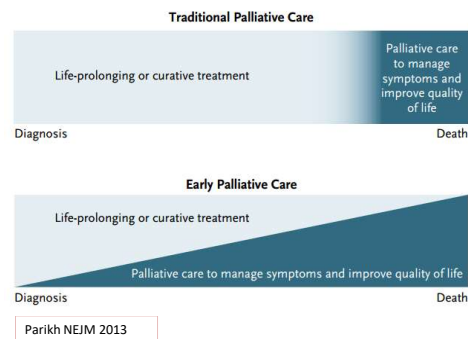 Traditional Palliative Care
Life-prolonging or curative treatment
Palliative care
to manage
symptoms and
improve quality
of life
Diagnosis
Death
Early Palliative Care
Life-prolonging or curative treatment
Palliative care to manage symptoms and improve quality of life
Diagnosis
Death
Parikh NEJM 2013